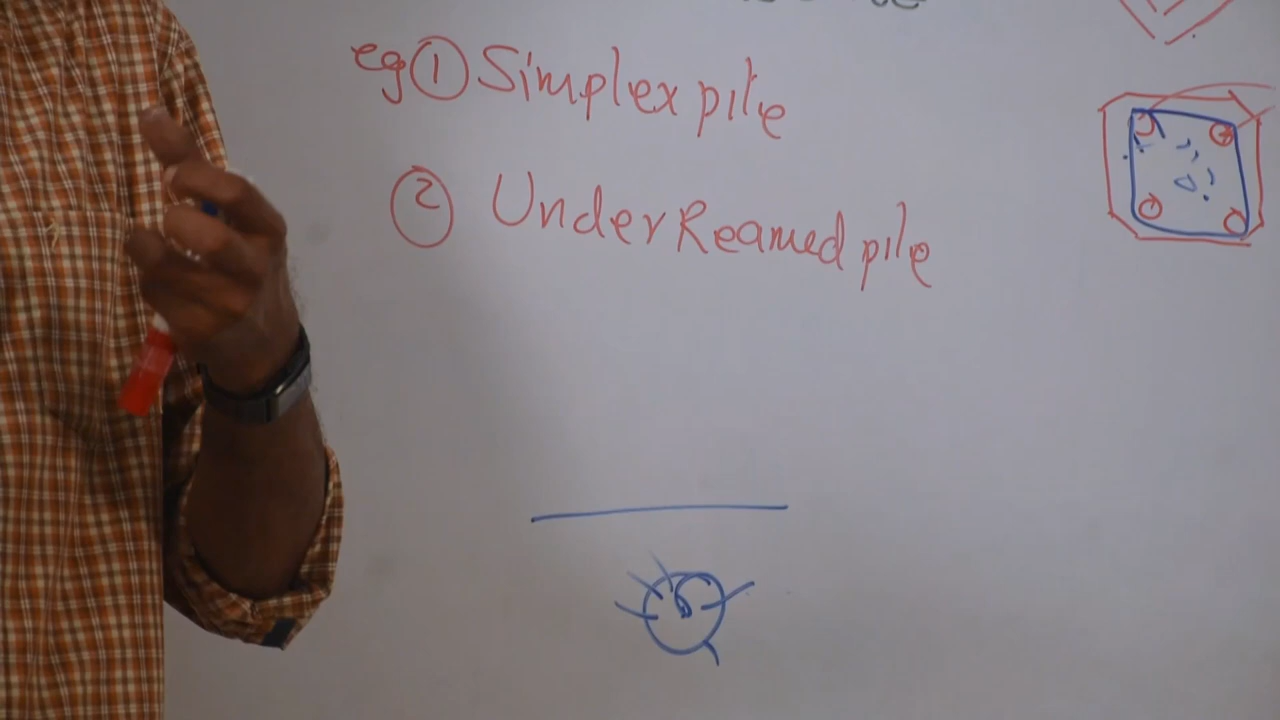 eg ① Simplex pile
② Under Reamed pile